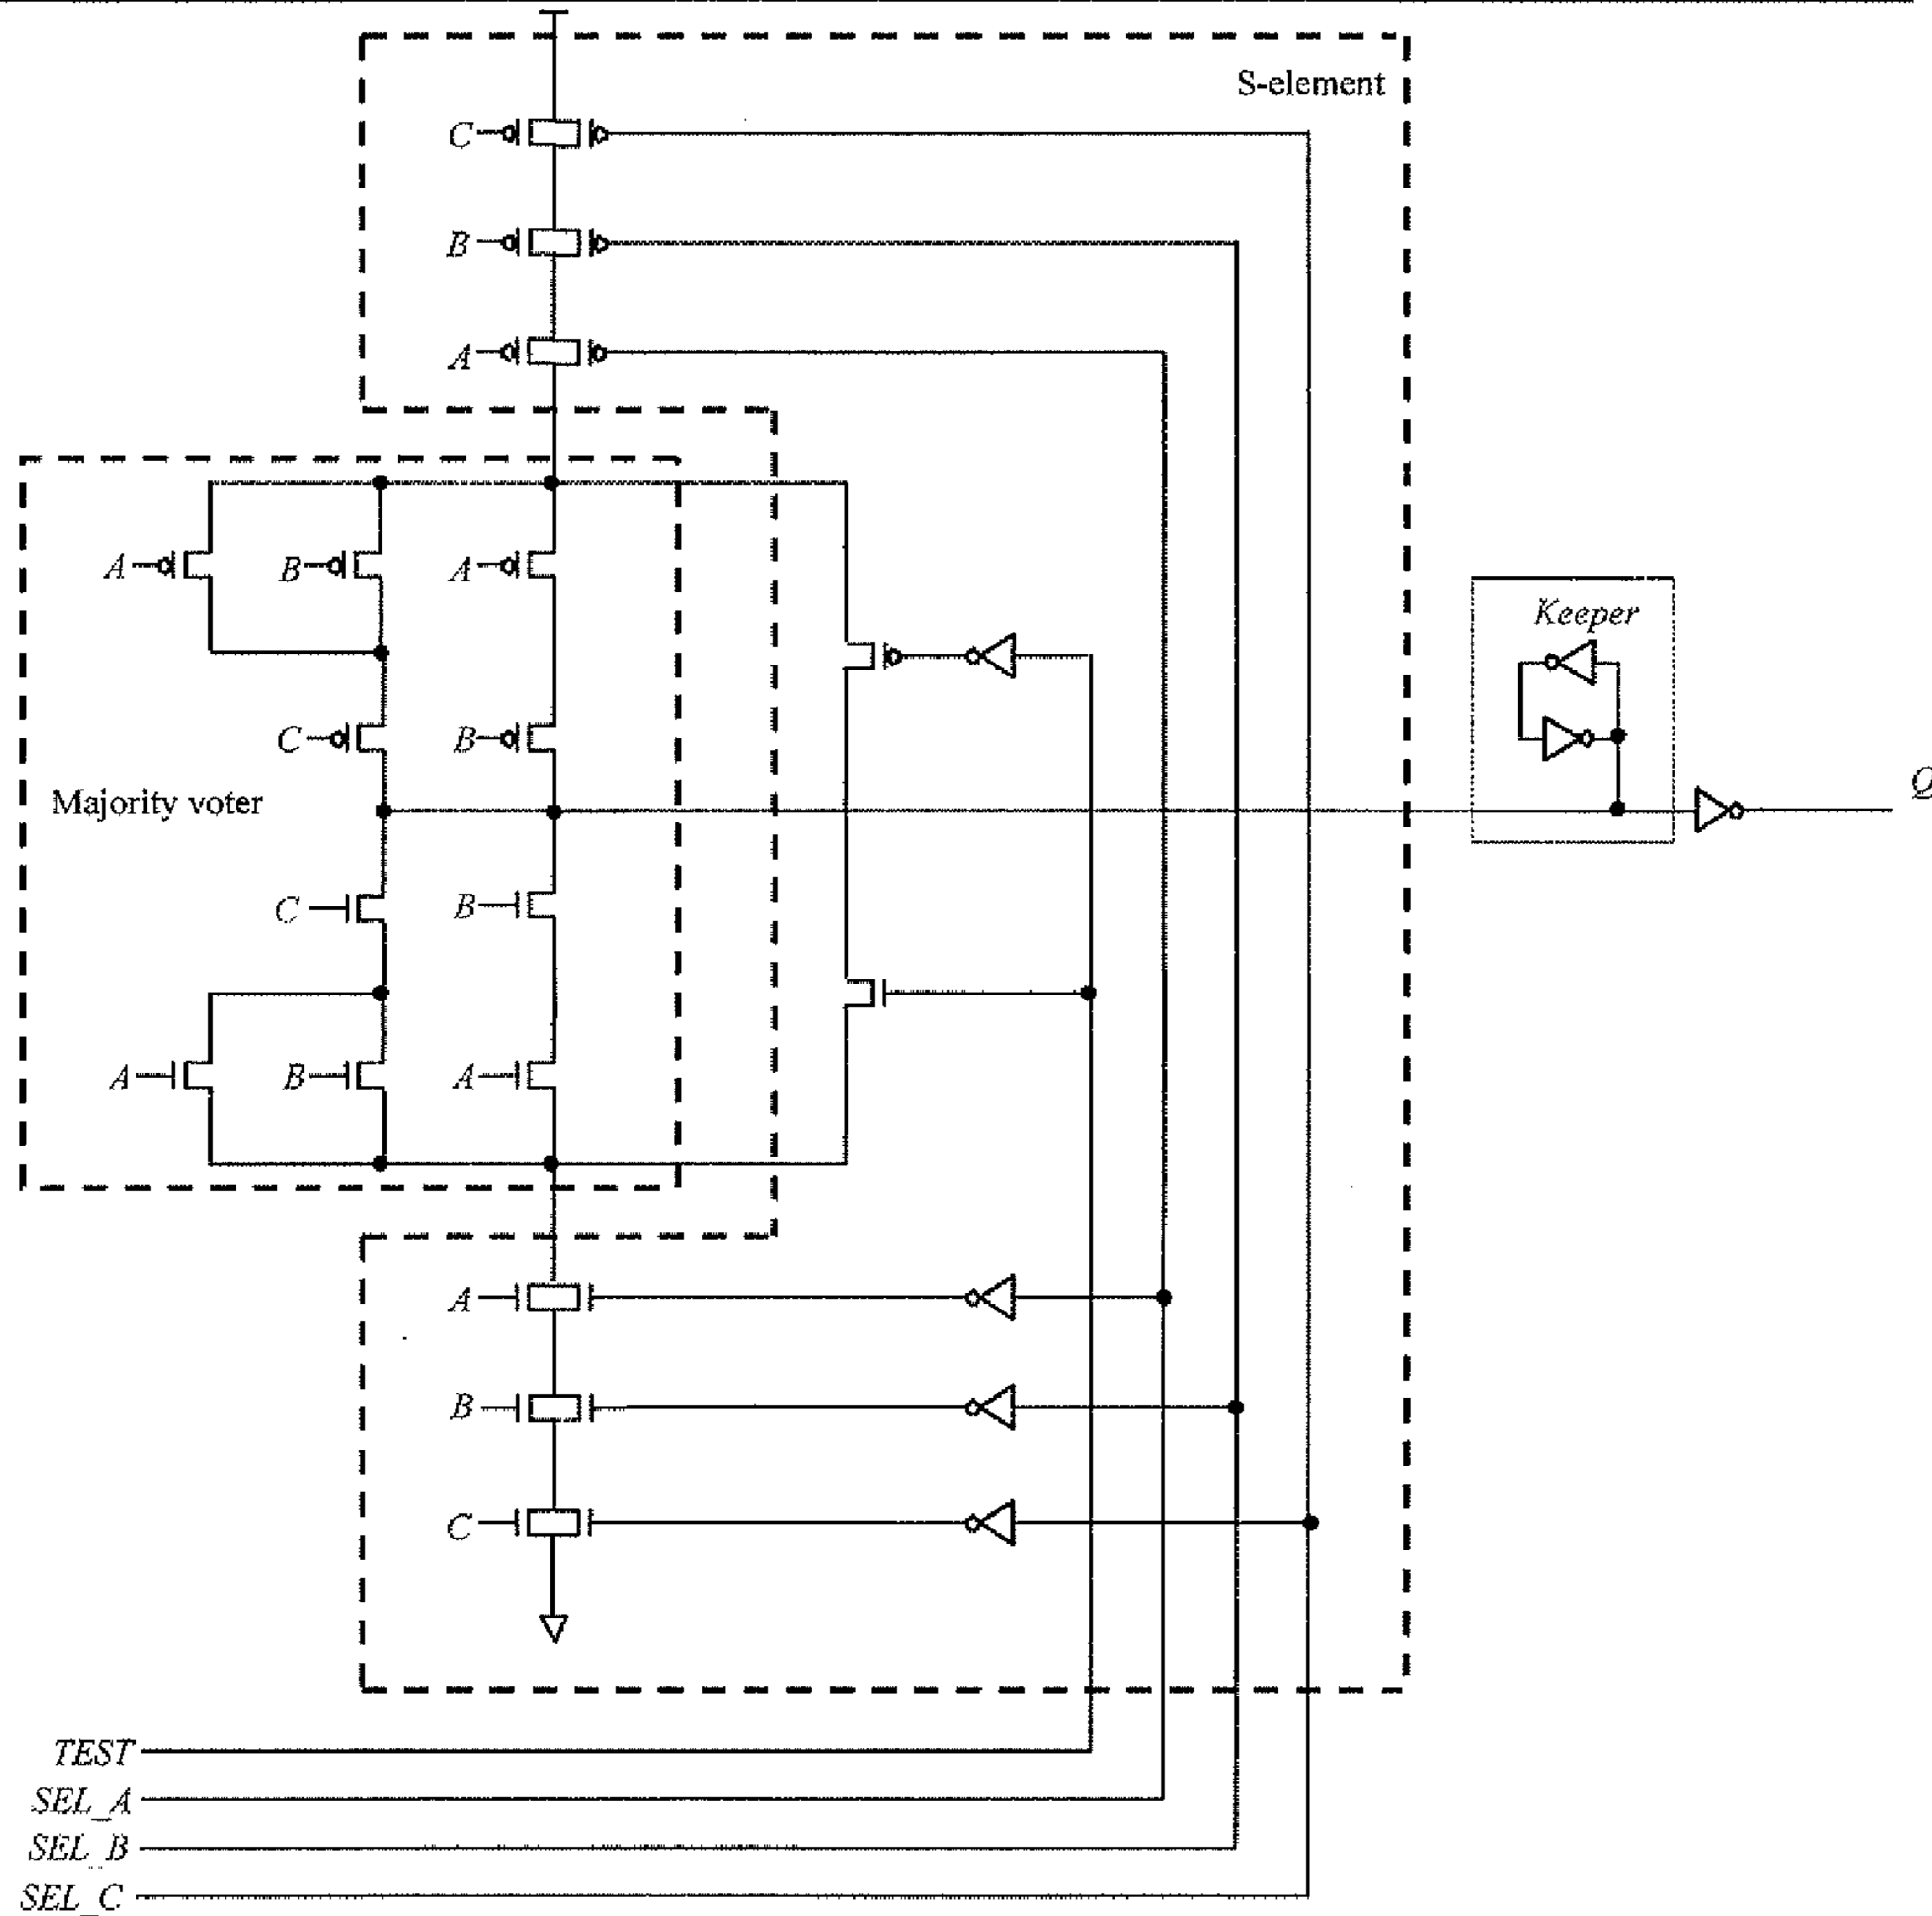 S-element
C
B
A
A
B
A
Keeper
C
B
Majority voter
Q
C
B
A
B
A
A
B
C
TEST
SEL_A
SEL_B
SEL_C